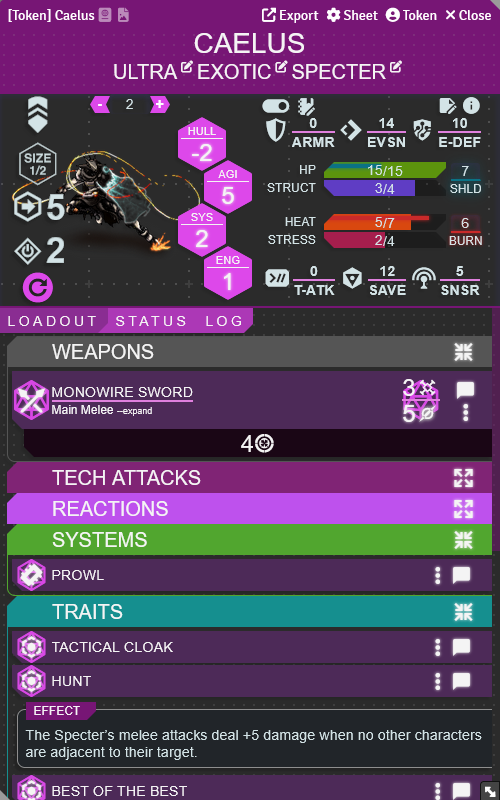 [Token] Caelus Export Sheet Token Close
CAELUS
ULTRA EXOTIC SPECTER
- 2 +
SIZE
1/2
5
2
HULL
-2
AGI
5
SYS
2
ENG
1
0 14 10
ARMR EVSN E-DEF
HP 15/15 7
STRUCT 3/4 SHLD
HEAT 5/7 6
STRESS 2/4 BURN
0 12 5
T-ATK SAVE SNSR
LOADOUT STATUS LOG
WEAPONS
MONOWIRE SWORD 3
Main Melee --expand 5
4
TECH ATTACKS
REACTIONS
SYSTEMS
PROWL
TRAITS
TACTICAL CLOAK
HUNT
EFFECT
The Specter's melee attacks deal +5 damage when no other characters
are adjacent to their target.
BEST OF THE BEST